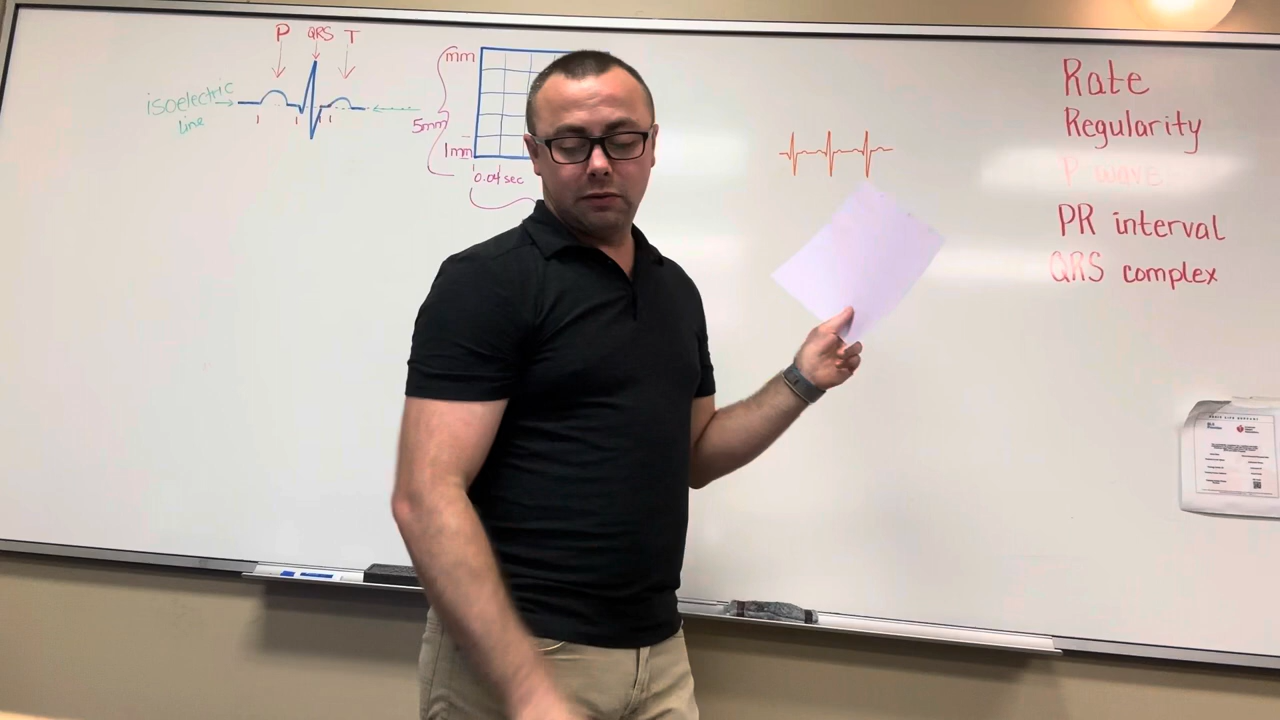 P QRS T
isoelectric
line
mm
5mm
1mm
0.04 sec
Rate
Regularity
P wave
PR interval
QRS complex